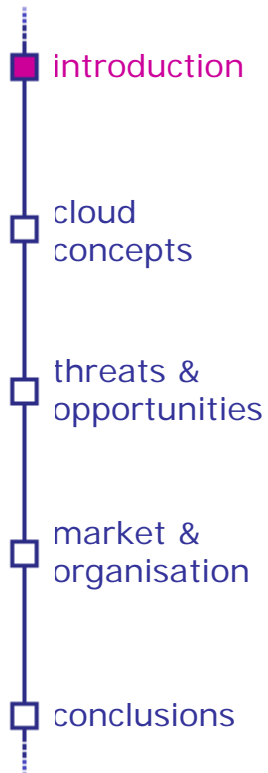 introduction
cloud
concepts
threats &
opportunities
market &
organisation
conclusions